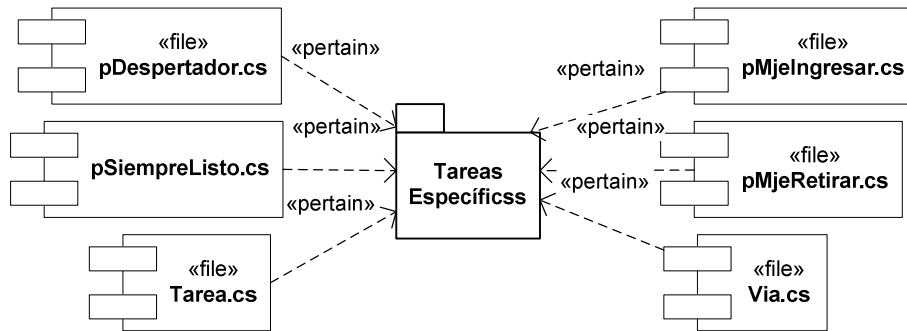 «file»
pDespertador.cs
«pertain»
«pertain»
«file»
pMjeIngresar.cs
pSiempreListo.cs
«pertain»
Tareas
Específicss
«pertain»
«file»
pMjeRetirar.cs
«file»
Tarea.cs
«pertain»
«pertain»
«file»
Via.cs